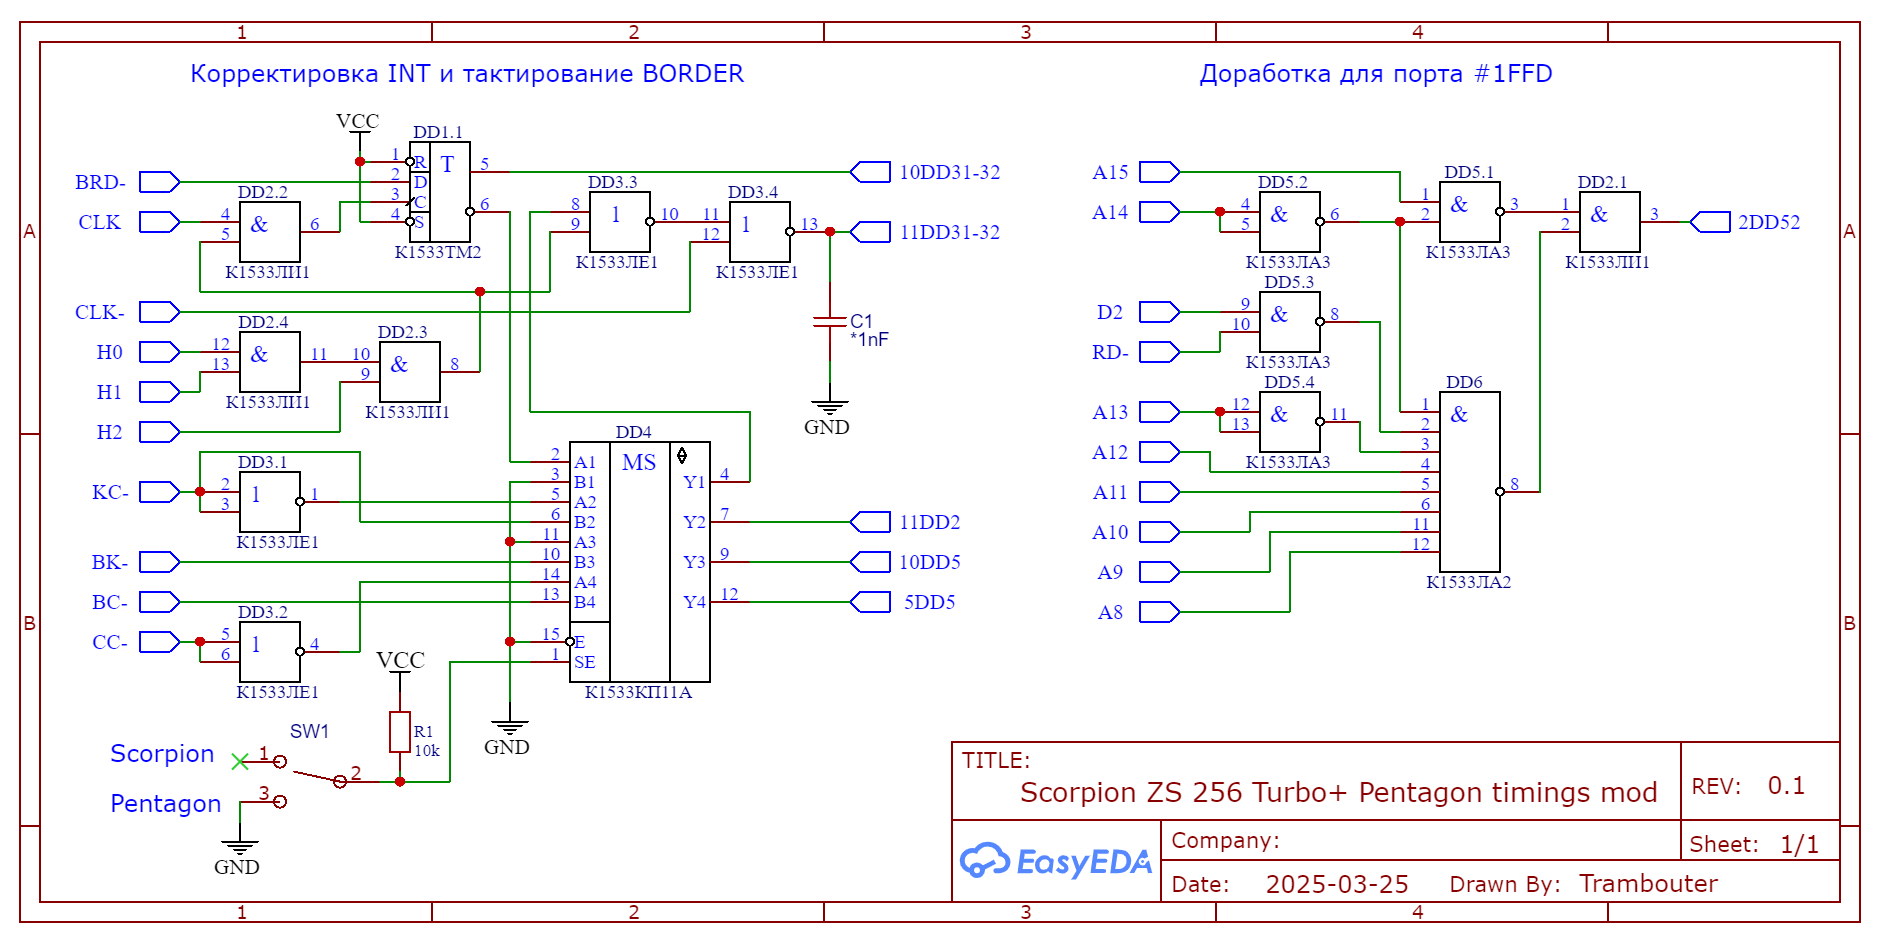 1 2 3 4
Корректировка INT и тактирование BORDER
Доработка для порта #1FFD
A A
B B
VCC
DD1.1
BRD-
CLK
DD2.2
4 & 6
5
К1533ЛИ1
1 R T 5
2 D
3 C 6
4 S
К1533ТМ2
10DD31-32
DD3.3
8 1 10
9
К1533ЛЕ1
DD3.4
11 1 13
12
К1533ЛЕ1
11DD31-32
CLK-
H0
H1
H2
DD2.4
12 & 11
13
К1533ЛИ1
DD2.3
10 & 8
9
К1533ЛИ1
C1
*1nF
GND
KC-
DD3.1
2 1 1
3
К1533ЛЕ1
BK-
BC-
CC-
DD3.2
5 1 4
6
К1533ЛЕ1
DD4
MS
2 A1
3 B1 Y1 4
5 A2
6 B2 Y2 7
11 A3
10 B3 Y3 9
14 A4
13 B4 Y4 12
15 E
1 SE
К1533КП11А
11DD2
10DD5
5DD5
GND
VCC
R1
10k
SW1
Scorpion 1
2
Pentagon 3
GND
A15
A14
DD5.2
4 & 6
5
К1533ЛА3
DD5.1
1 & 3
2
К1533ЛА3
DD2.1
1 & 3
2
К1533ЛИ1
2DD52
D2
RD-
DD5.3
9 & 8
10
К1533ЛА3
A13
DD5.4
12 & 11
13
К1533ЛА3
A12
A11
A10
A9
A8
DD6
1 &
2
3
4
5 8
6
11
12
К1533ЛА2
TITLE:
Scorpion ZS 256 Turbo+ Pentagon timings mod
REV: 0.1
EasyEDA
Company:
Sheet: 1/1
Date: 2025-03-25 Drawn By: Trambouter
1 2 3 4